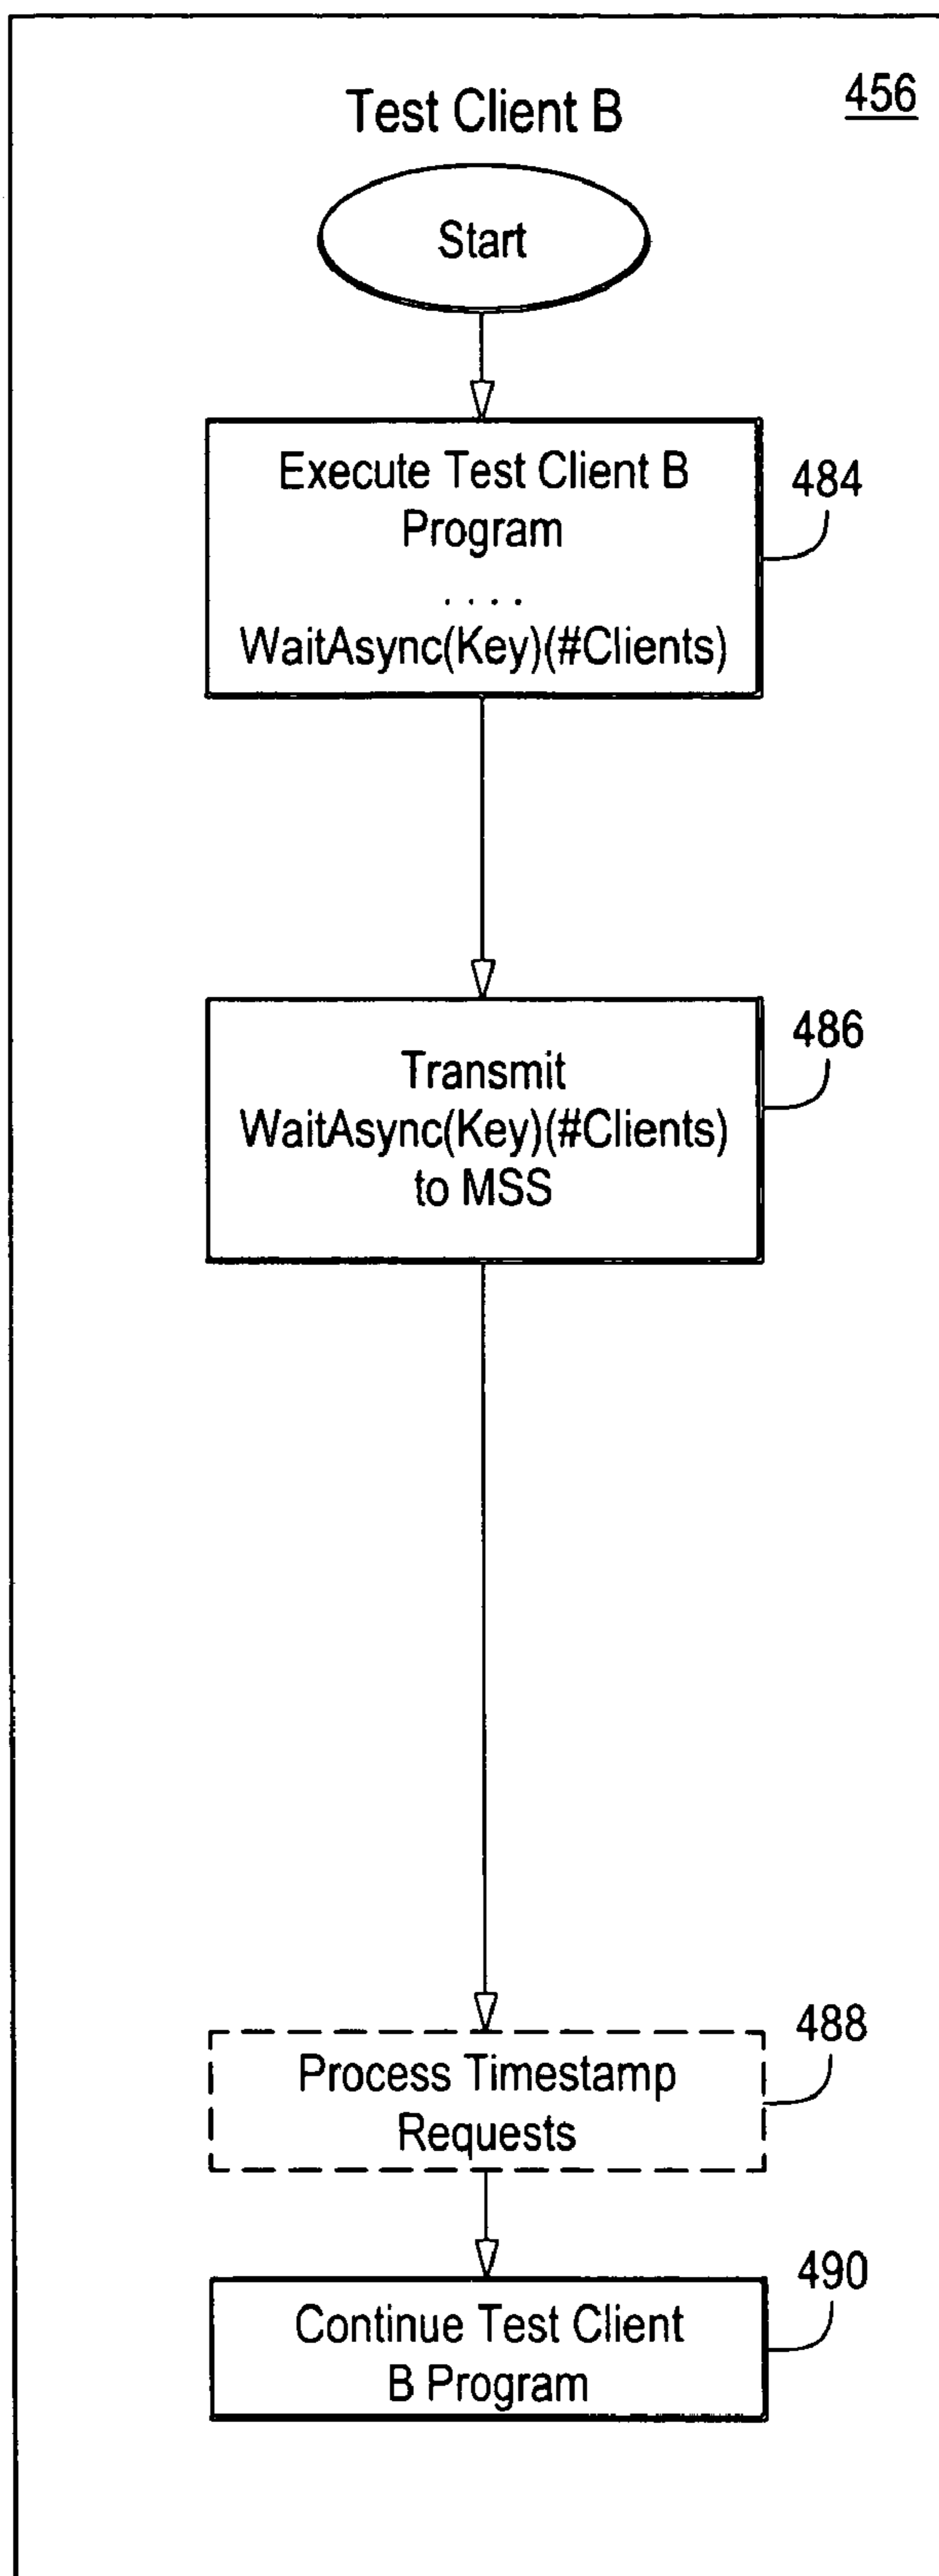 456
Test Client B
Start
Execute Test Client B
Program
. . . .
WaitAsync(Key)(#Clients)
484
Transmit
WaitAsync(Key)(#Clients)
to MSS
486
Process Timestamp
Requests
488
Continue Test Client
B Program
490